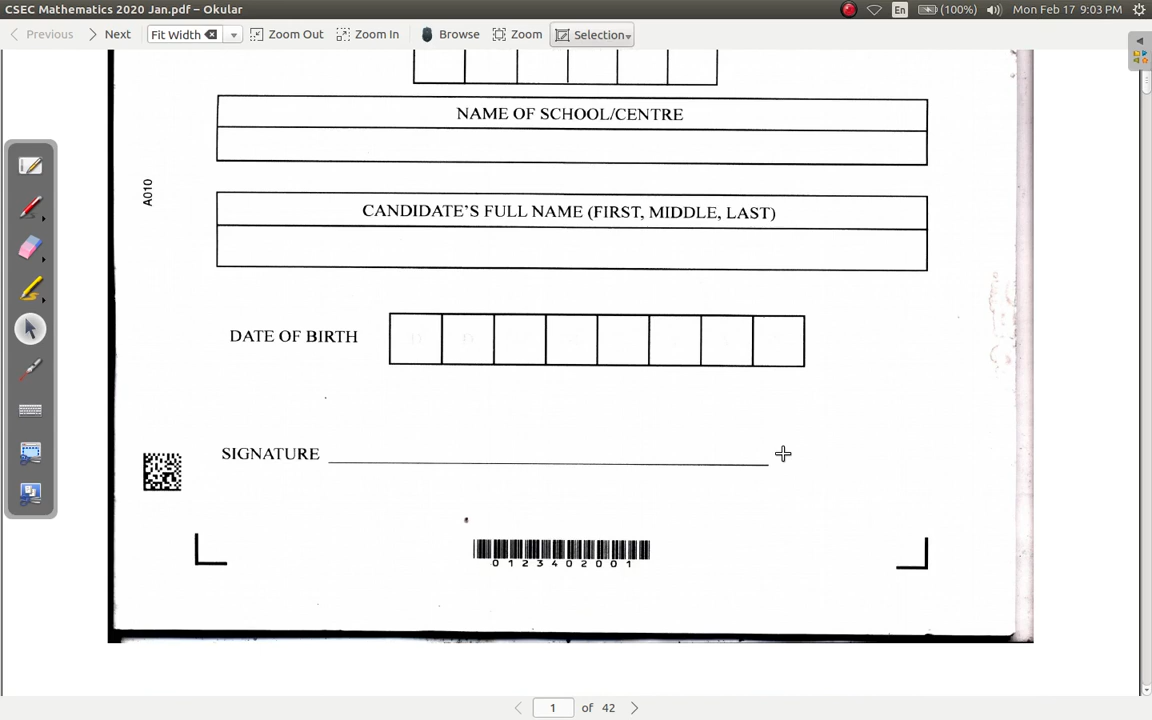 CSEC Mathematics 2020 Jan.pdf – Okular
En
(100%)
Mon Feb 17 9:03 PM
Previous
Next
Fit Width
Zoom Out
Zoom In
Browse
Zoom
Selection
NAME OF SCHOOL/CENTRE
A010
CANDIDATE'S FULL NAME (FIRST, MIDDLE, LAST)
DATE OF BIRTH
D D
SIGNATURE
0 1 2 3 4 0 2 0 0 1
1 of 42